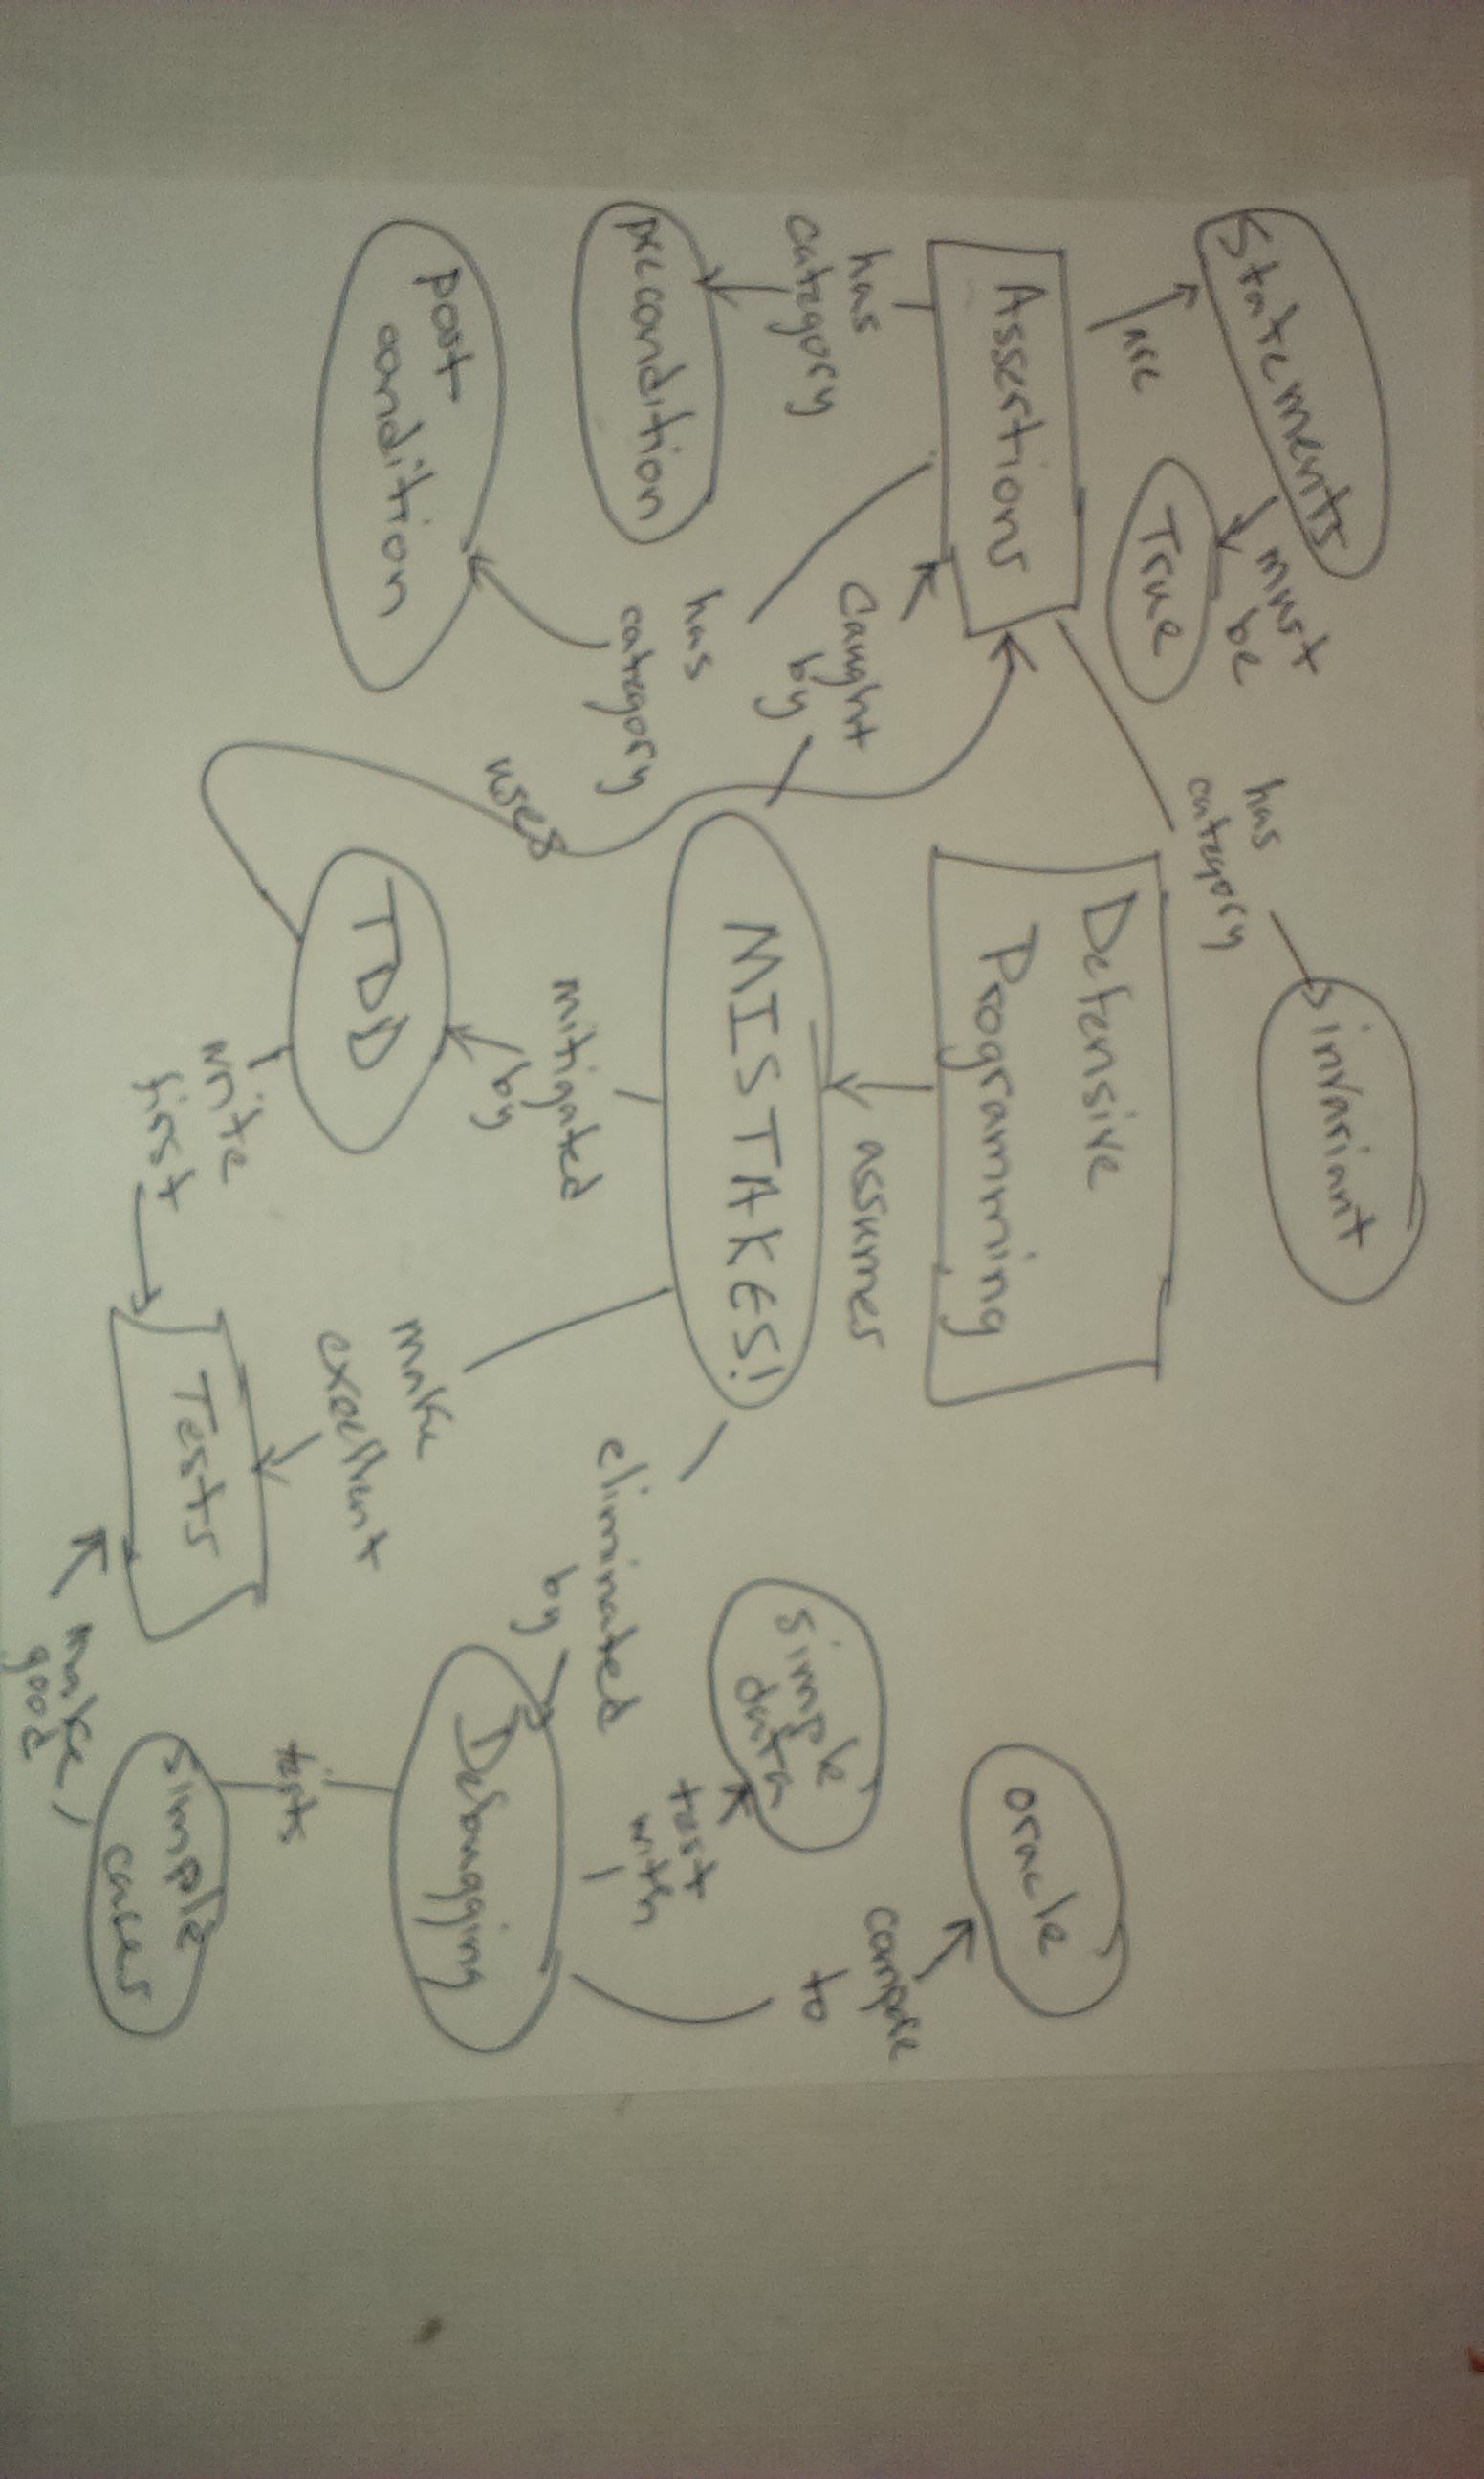 Statements
are
must
be
True
Assertions
has
category
invariant
has
category
precondition
Caught
by
has
category
post
condition
Defensive
Programming
assumes
MISTAKES!
uses
mitigated
by
TDD
write
first
make
excellent
Tests
eliminated
by
Debugging
simple
data
test
with
oracle
compare
to
tests
simple
cases
make
good